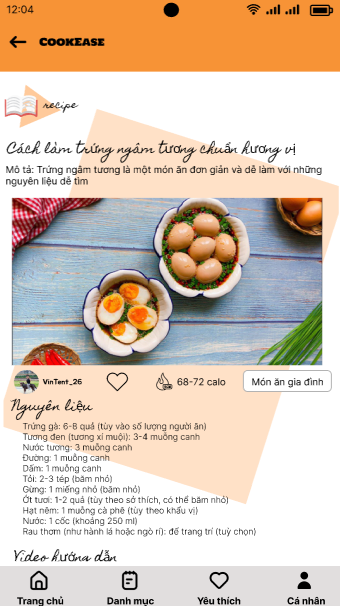 12:04
COOKEASE
recipe
Cách làm trứng ngâm tương chuẩn hương vị
Mô tả: Trứng ngâm tương là một món ăn đơn giản và dễ làm với những
nguyên liệu dễ tìm
VinTent_26
68-72 calo
Món ăn gia đình
Nguyên liệu
Trứng gà: 6-8 quả (tùy vào số lượng người ăn)
Tương đen (tương xí muội): 3-4 muỗng canh
Nước tương: 3 muỗng canh
Đường: 1 muỗng canh
Dấm: 1 muỗng canh
Tỏi: 2-3 tép (băm nhỏ)
Gừng: 1 miếng nhỏ (băm nhỏ)
Ớt tươi: 1-2 quả (tùy theo sở thích, có thể băm nhỏ)
Hạt nêm: 1 muỗng cà phê (tùy theo khẩu vị)
Nước: 1 cốc (khoảng 250 ml)
Rau thơm (như hành lá hoặc ngò rí): để trang trí (tuỳ chọn)
Video hướng dẫn
Trang chủ
Danh mục
Yêu thích
Cá nhân